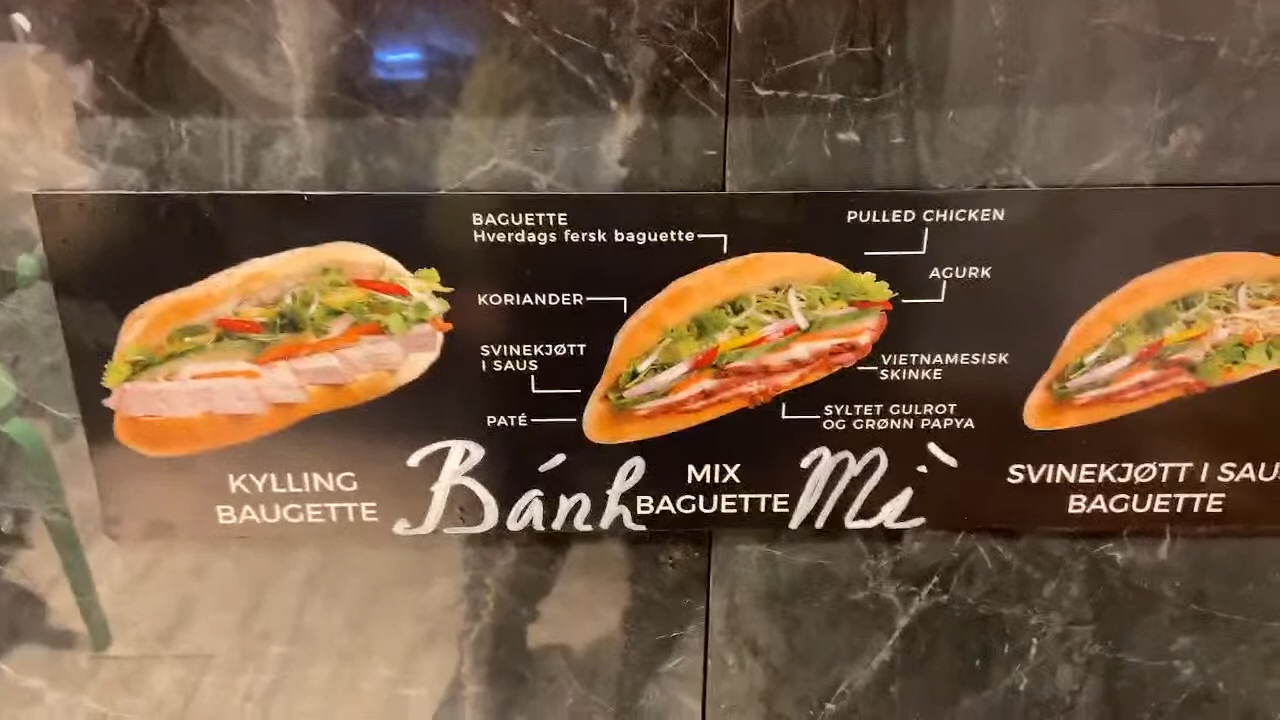 BAGUETTE
Hverdags fersk baguette
PULLED CHICKEN
AGURK
KORIANDER
SVINEKJØTT
I SAUS
VIETNAMESISK
SKINKE
PATÉ
SYLTET GULROT
OG GRØNN PAPYA
KYLLING
BAUGETTE
Bánh Mì
MIX
BAGUETTE
SVINEKJØTT I SAU
BAGUETTE